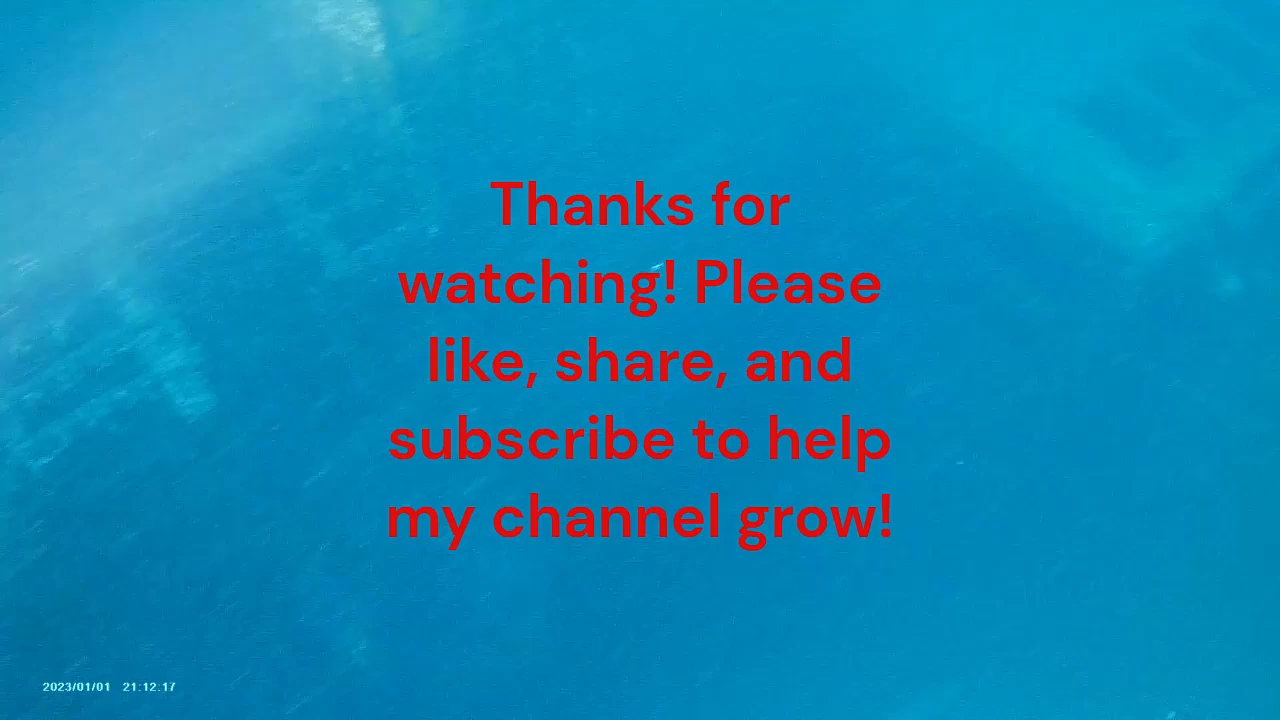 Thanks for
watching! Please
like, share, and
subscribe to help
my channel grow!
2023/01/01 21:12:17